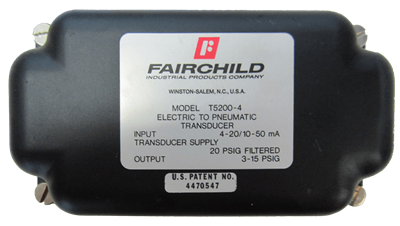 FAIRCHILD
INDUSTRIAL PRODUCTS COMPANY
WINSTON-SALEM, N.C., U.S.A.
MODEL T5200-4
ELECTRIC TO PNEUMATIC
TRANSDUCER
INPUT 4-20/10-50 mA
TRANSDUCER SUPPLY
20 PSIG FILTERED
OUTPUT 3-15 PSIG
U.S. PATENT NO.
4470547